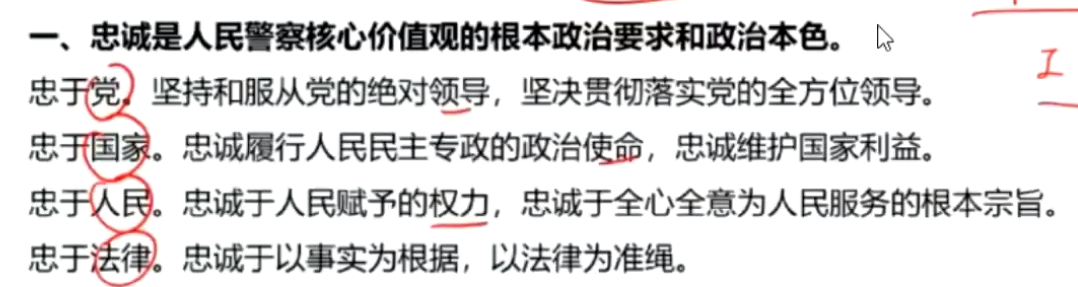 一、忠诚是人民警察核心价值观的根本政治要求和政治本色。
忠于党。坚持和服从党的绝对领导，坚决贯彻落实党的全方位领导。
忠于国家。忠诚履行人民民主专政的政治使命，忠诚维护国家利益。
忠于人民。忠诚于人民赋予的权力，忠诚于全心全意为人民服务的根本宗旨。
忠于法律。忠诚于以事实为根据，以法律为准绳。